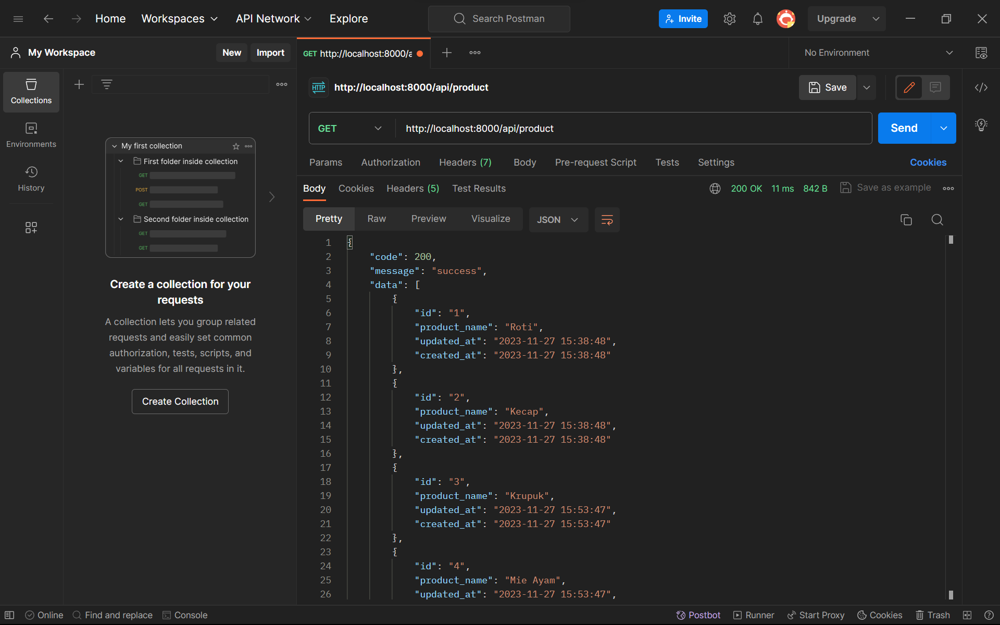 Home Workspaces API Network Explore Search Postman Invite Upgrade
My Workspace New Import GET http://localhost:8000/a No Environment
HTTP http://localhost:8000/api/product Save
Collections
Environments
History
GET http://localhost:8000/api/product Send
Params Authorization Headers (7) Body Pre-request Script Tests Settings Cookies
Body Cookies Headers (5) Test Results 200 OK 11 ms 842 B Save as example
Pretty Raw Preview Visualize JSON
My first collection
First folder inside collection
GET
POST
GET
Second folder inside collection
GET
GET
Create a collection for your
requests
A collection lets you group related
requests and easily set common
authorization, tests, scripts, and
variables for all requests in it.
Create Collection
1 {
2 "code": 200,
3 "message": "success",
4 "data": [
5 {
6 "id": "1",
7 "product_name": "Roti",
8 "updated_at": "2023-11-27 15:38:48",
9 "created_at": "2023-11-27 15:38:48"
10 },
11 {
12 "id": "2",
13 "product_name": "Kecap",
14 "updated_at": "2023-11-27 15:38:48",
15 "created_at": "2023-11-27 15:38:48"
16 },
17 {
18 "id": "3",
19 "product_name": "Krupuk",
20 "updated_at": "2023-11-27 15:53:47",
21 "created_at": "2023-11-27 15:53:47"
22 },
23 {
24 "id": "4",
25 "product_name": "Mie Ayam",
26 "updated_at": "2023-11-27 15:53:47",
Online Find and replace Console Postbot Runner Start Proxy Cookies Trash